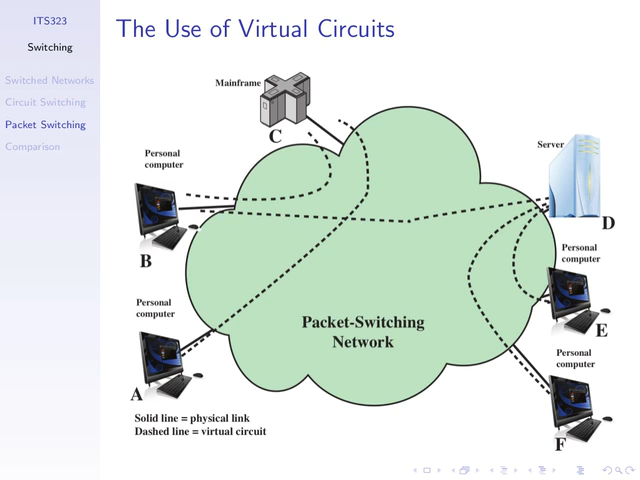 ITS323
Switching
Switched Networks
Circuit Switching
Packet Switching
Comparison
The Use of Virtual Circuits
Mainframe
C
Server
D
Personal
computer
B
Personal
computer
E
Personal
computer
A
Packet-Switching
Network
Personal
computer
F
Solid line = physical link
Dashed line = virtual circuit